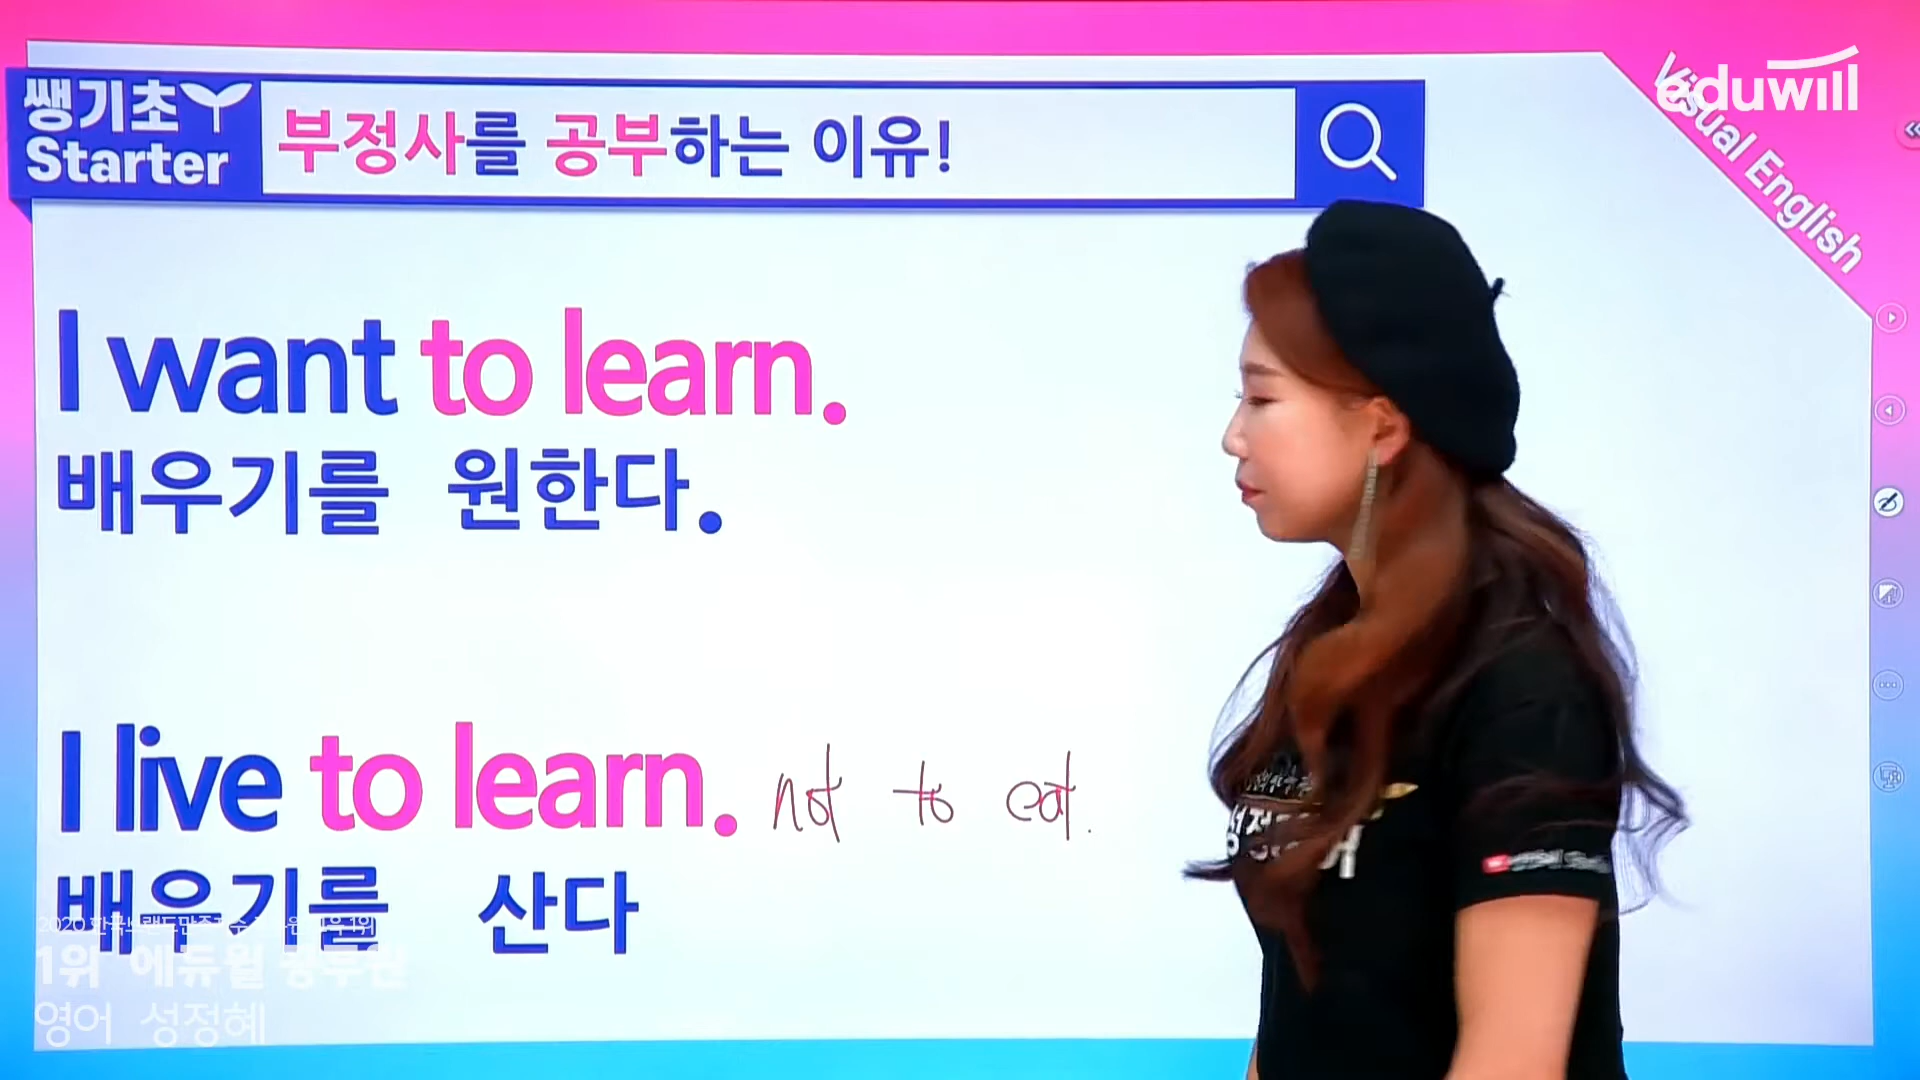 eduwill
Visual English
쌩기초
Starter
부정사를 공부하는 이유!
I want to learn.
배우기를 원한다.
I live to learn. not to eat.
배우기를 산다
1위 에듀윌 공무원
영어 성정혜